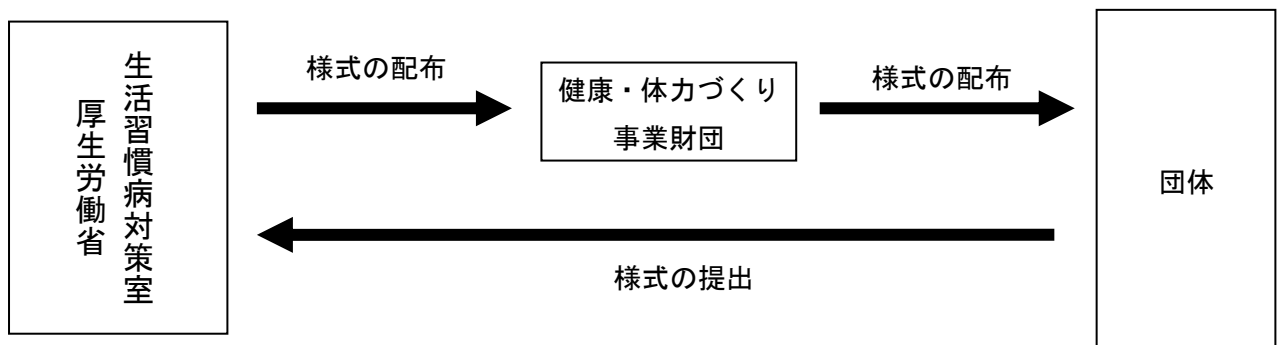 生活習慣病対策室
厚生労働省
様式の配布
健康・体力づくり
事業財団
様式の配布
団体
様式の提出